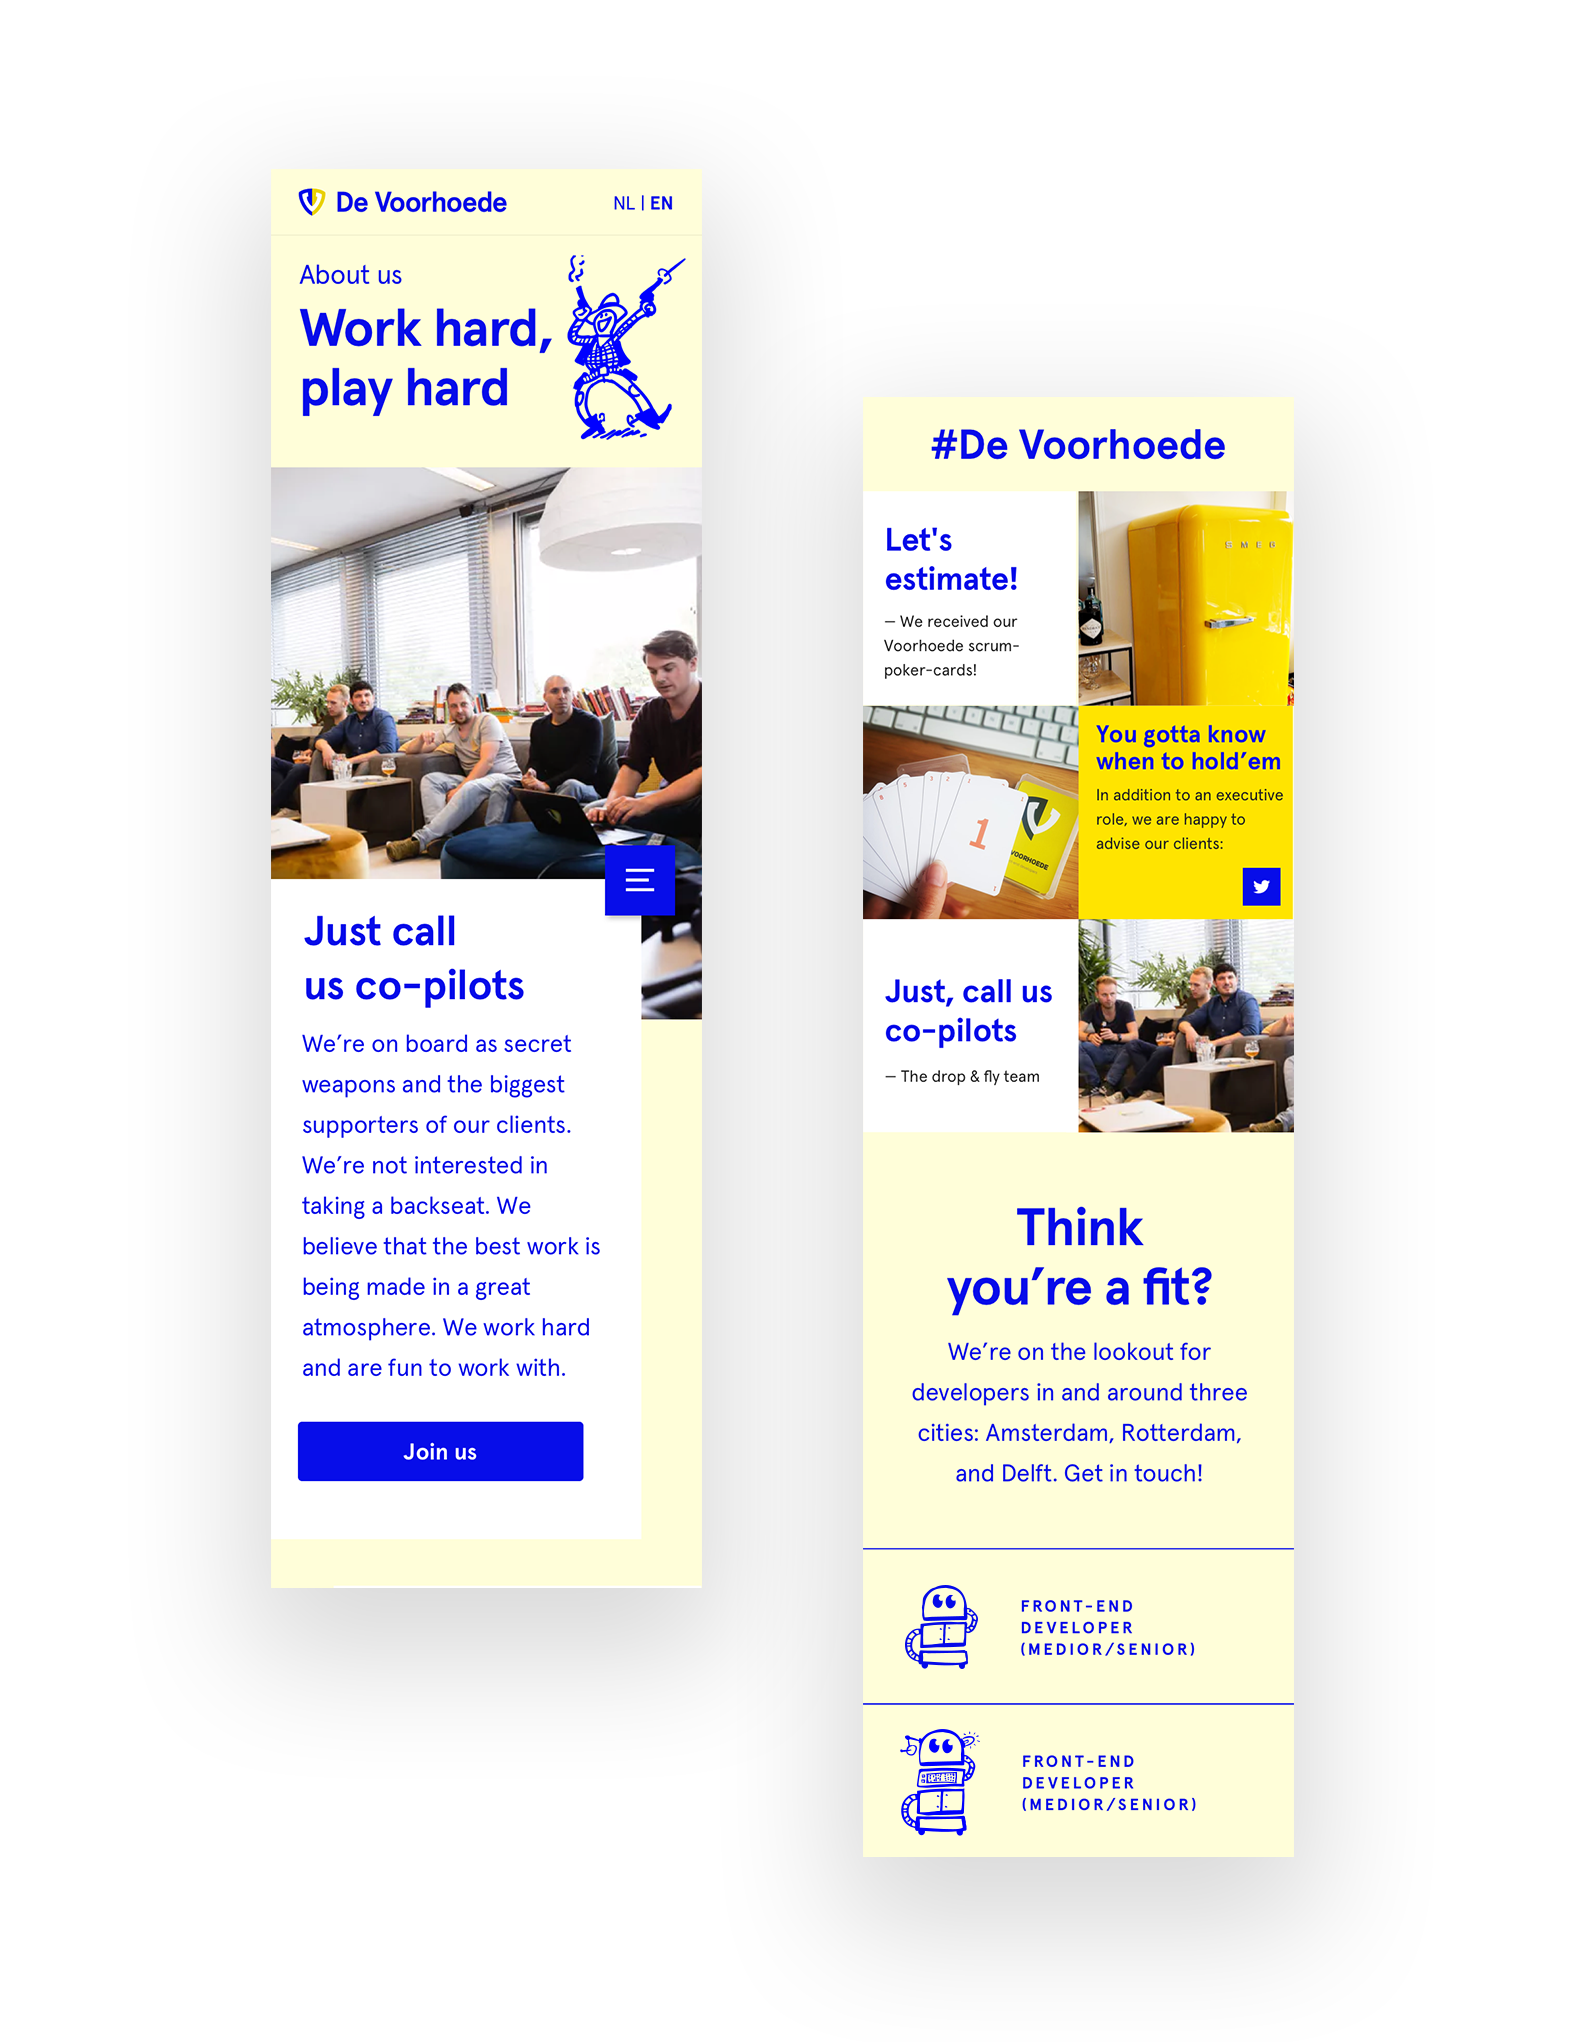 De Voorhoede
NL | EN
About us
Work hard,
play hard
Just call
us co-pilots
We’re on board as secret
weapons and the biggest
supporters of our clients.
We’re not interested in
taking a backseat. We
believe that the best work is
being made in a great
atmosphere. We work hard
and are fun to work with.
Join us
#De Voorhoede
Let's
estimate!
— We received our
Voorhoede scrum-
poker-cards!
SMEG
8
5
3
2
1
1
1
VOORHOEDE
You gotta know
when to hold’em
In addition to an executive
role, we are happy to
advise our clients:
Just, call us
co-pilots
— The drop & fly team
Think
you’re a fit?
We’re on the lookout for
developers in and around three
cities: Amsterdam, Rotterdam,
and Delft. Get in touch!
FRONT-END
DEVELOPER
(MEDIOR/SENIOR)
FRONT-END
DEVELOPER
(MEDIOR/SENIOR)